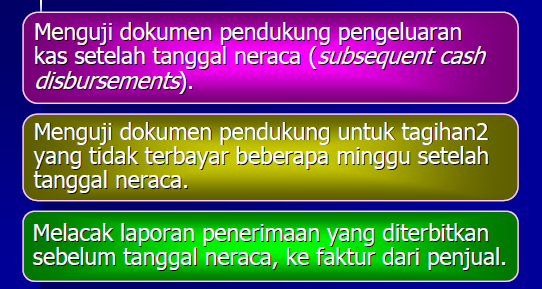 Menguji dokumen pendukung pengeluaran
kas setelah tanggal neraca (subsequent cash
disbursements).
Menguji dokumen pendukung untuk tagihan2
yang tidak terbayar beberapa minggu setelah
tanggal neraca.
Melacak laporan penerimaan yang diterbitkan
sebelum tanggal neraca, ke faktur dari penjual.